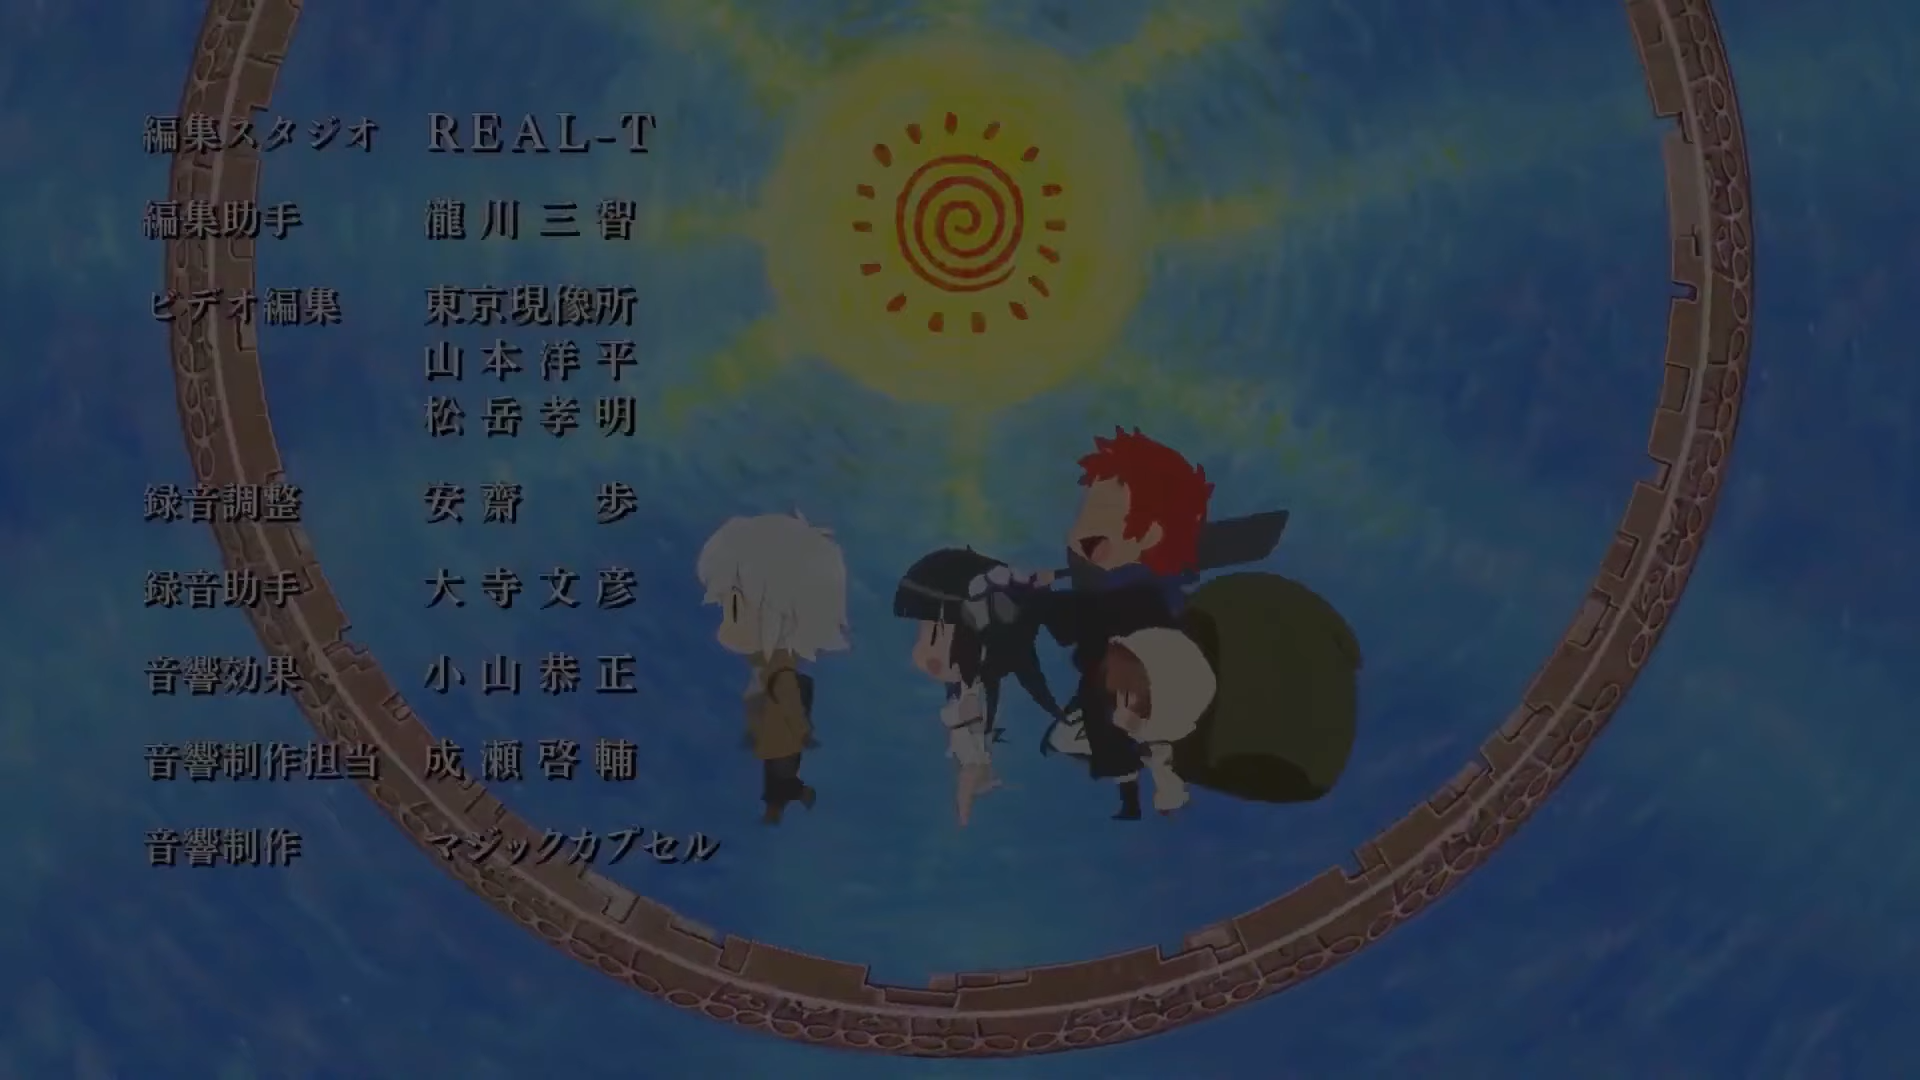 編集スタジオ REAL-T
編集助手 瀧川三智
ビデオ編集 東京現像所
山本洋平
松岳孝明
録音調整 安齋 歩
録音助手 大寺文彦
音響効果 小山恭正
音響制作担当 成瀬啓輔
音響制作 マジックカプセル